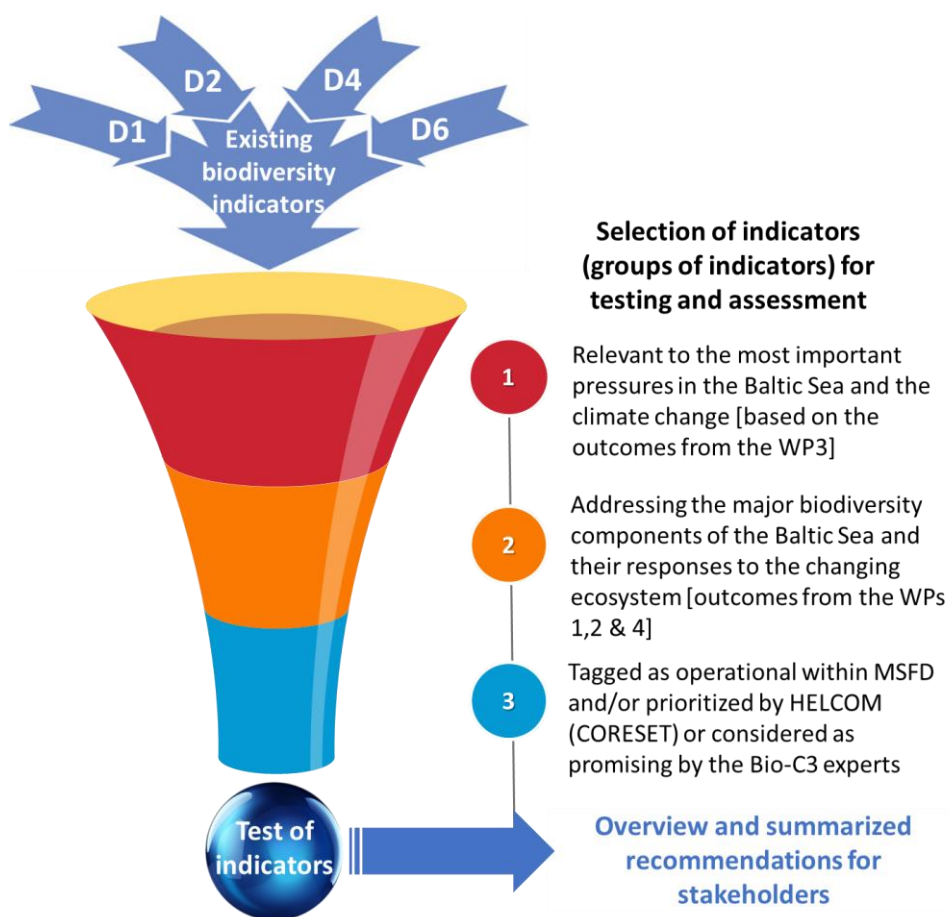 D1
D2
D4
D6
Existing
biodiversity
indicators
Selection of indicators
(groups of indicators) for
testing and assessment
1
Relevant to the most important
pressures in the Baltic Sea and the
climate change [based on the
outcomes from the WP3]
2
Addressing the major biodiversity
components of the Baltic Sea and
their responses to the changing
ecosystem [outcomes from the WPs
1,2 & 4]
3
Tagged as operational within MSFD
and/or prioritized by HELCOM
(CORESET) or considered as
promising by the Bio-C3 experts
Test of
indicators
Overview and summarized
recommendations for
stakeholders